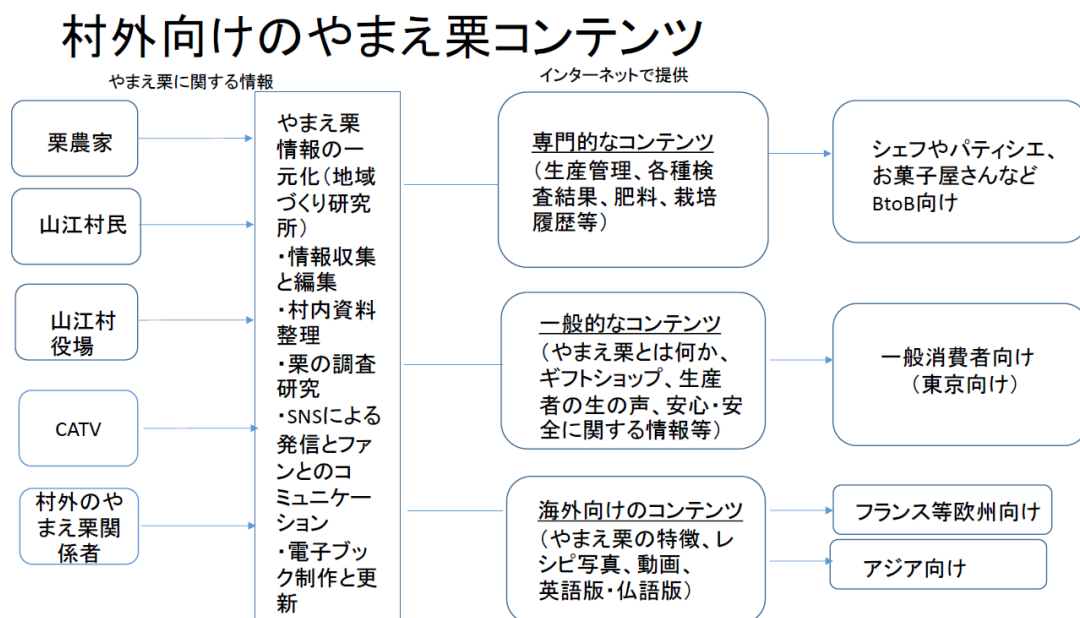 村外向けのやまえ栗コンテンツ
やまえ栗に関する情報
インターネットで提供
栗農家
山江村民
山江村
役場
CATV
村外のや
まえ栗関
係者
やまえ栗
情報の一
元化（地域
づくり研究
所）
・情報収集
と編集
・村内資料
整理
・栗の調査
研究
・SNSによる
発信とファ
ンとのコ
ミュニケー
ション
・電子ブッ
ク制作と更
新
専門的なコンテンツ
（生産管理、各種検
査結果、肥料、栽培
履歴等）
一般的なコンテンツ
（やまえ栗とは何か、
ギフトショップ、生産
者の生の声、安心・安
全に関する情報等）
海外向けのコンテンツ
（やまえ栗の特徴、レ
シピ写真、動画、
英語版・仏語版）
シェフやパティシエ、
お菓子屋さんなど
BtoB向け
一般消費者向け
（東京向け）
フランス等欧州向け
アジア向け